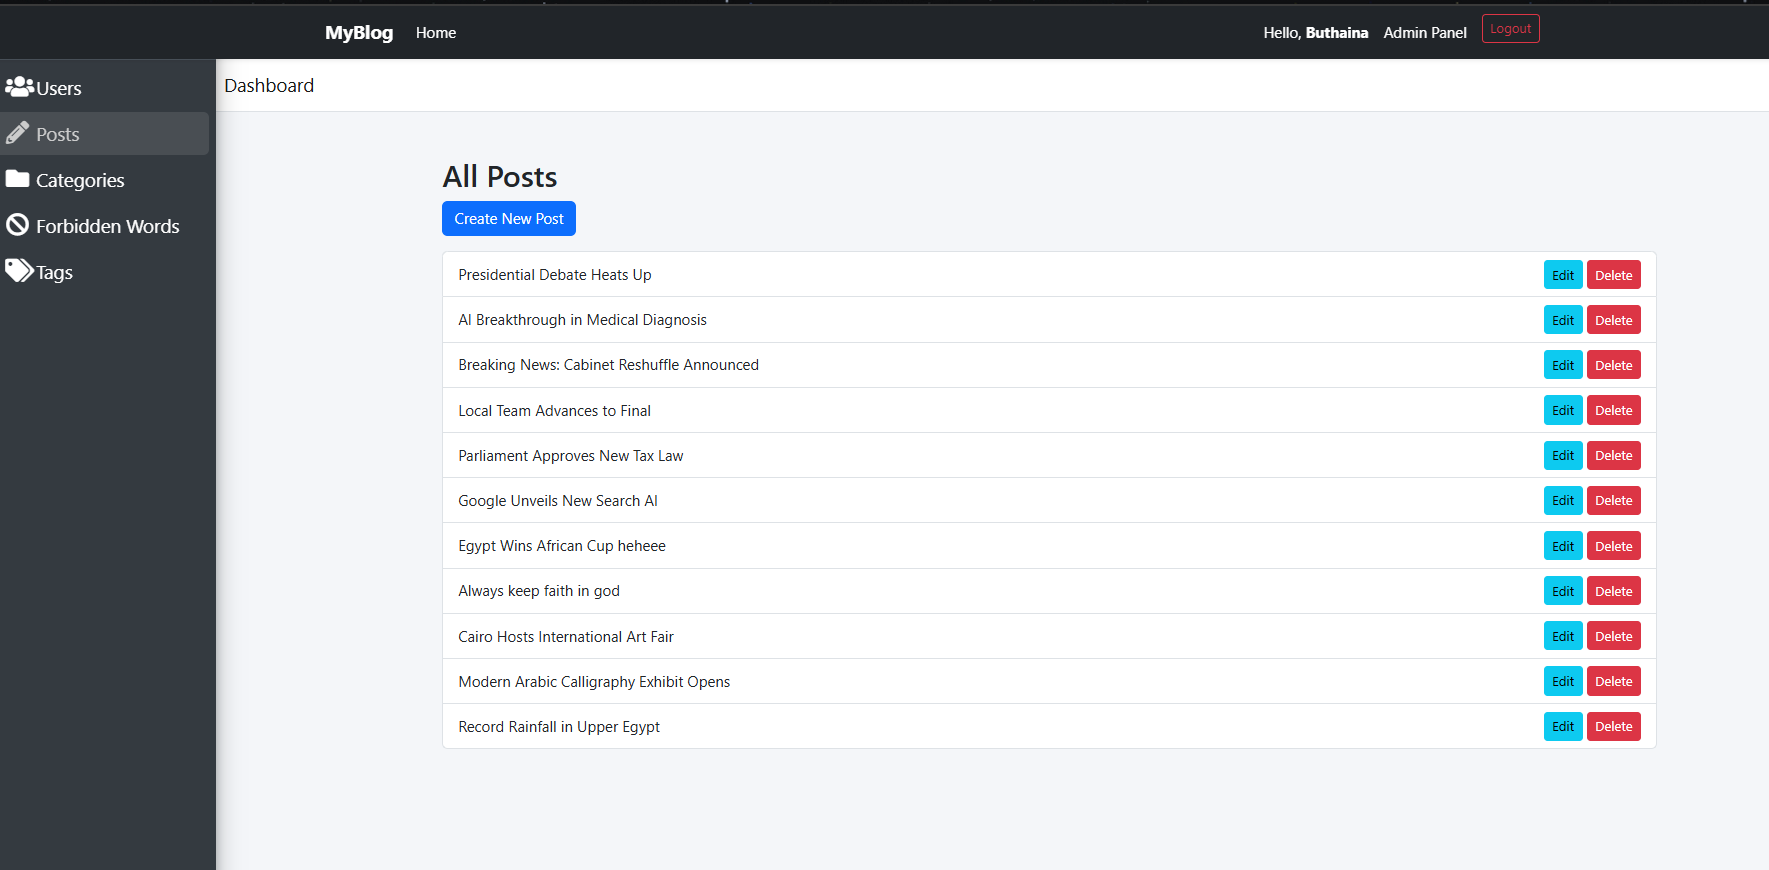 MyBlog Home Hello, Buthaina Admin Panel Logout
Users
Posts
Categories
Forbidden Words
Tags
Dashboard
All Posts
Create New Post
Presidential Debate Heats Up Edit Delete
AI Breakthrough in Medical Diagnosis Edit Delete
Breaking News: Cabinet Reshuffle Announced Edit Delete
Local Team Advances to Final Edit Delete
Parliament Approves New Tax Law Edit Delete
Google Unveils New Search AI Edit Delete
Egypt Wins African Cup heheee Edit Delete
Always keep faith in god Edit Delete
Cairo Hosts International Art Fair Edit Delete
Modern Arabic Calligraphy Exhibit Opens Edit Delete
Record Rainfall in Upper Egypt Edit Delete